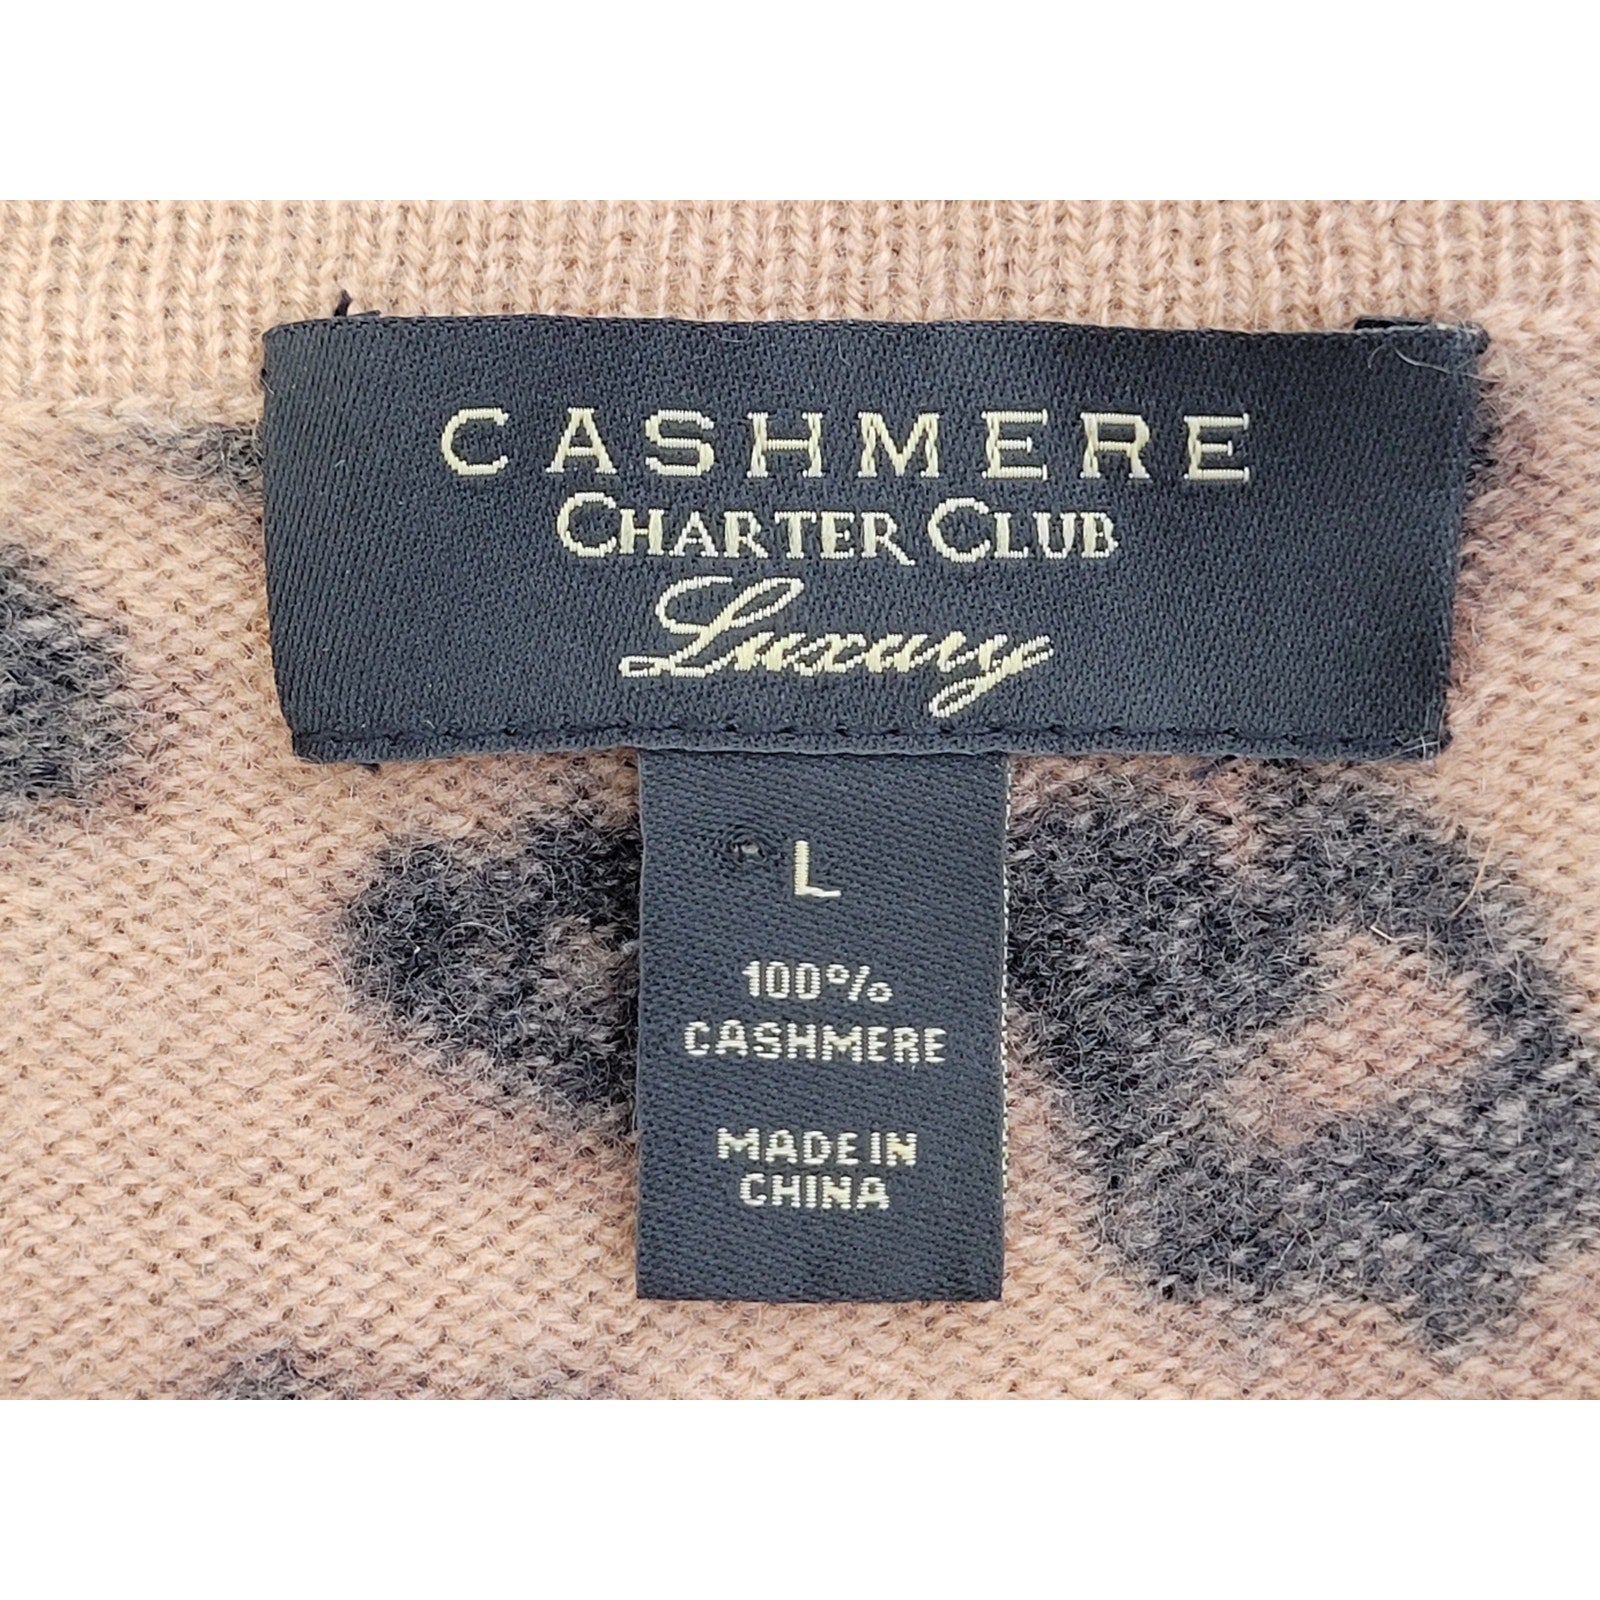 CASHMERE
CHARTER CLUB
Luxury
L
100%
CASHMERE
MADE IN
CHINA